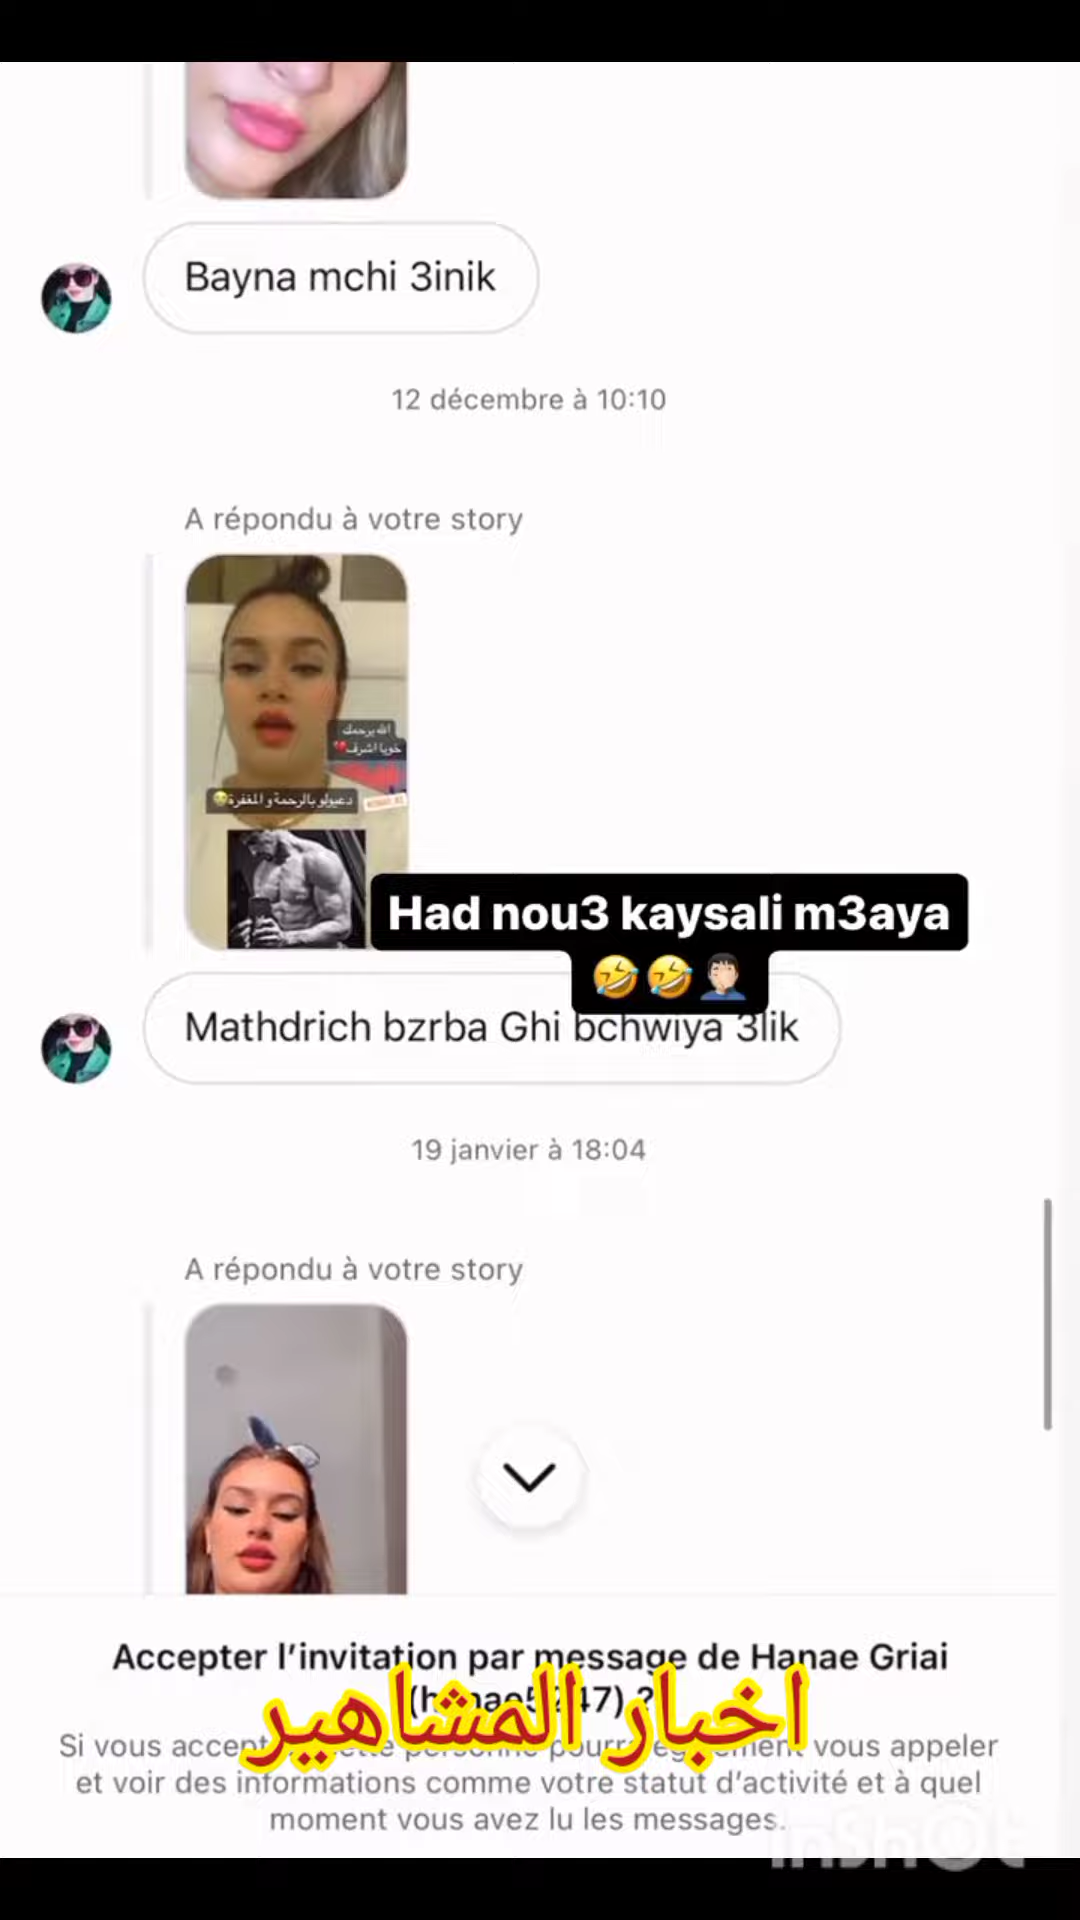 Bayna mchi 3inik
12 décembre à 10:10
A répondu à votre story
الله يرحمك
خويا اشرف❤
دعيولو بالرحمة و المغفرة😭
Had nou3 kaysali m3aya
🤣🤣🤦🏻‍♂️
Mathdrich bzrba Ghi bchwiya 3lik
19 janvier à 18:04
A répondu à votre story
Accepter l’invitation par message de Hanae Griai
?
اخبار المشاهير
Si vous vous appeler
et voir des informations comme votre statut d’activité et à quel
moment vous avez lu les messages.
InShOt